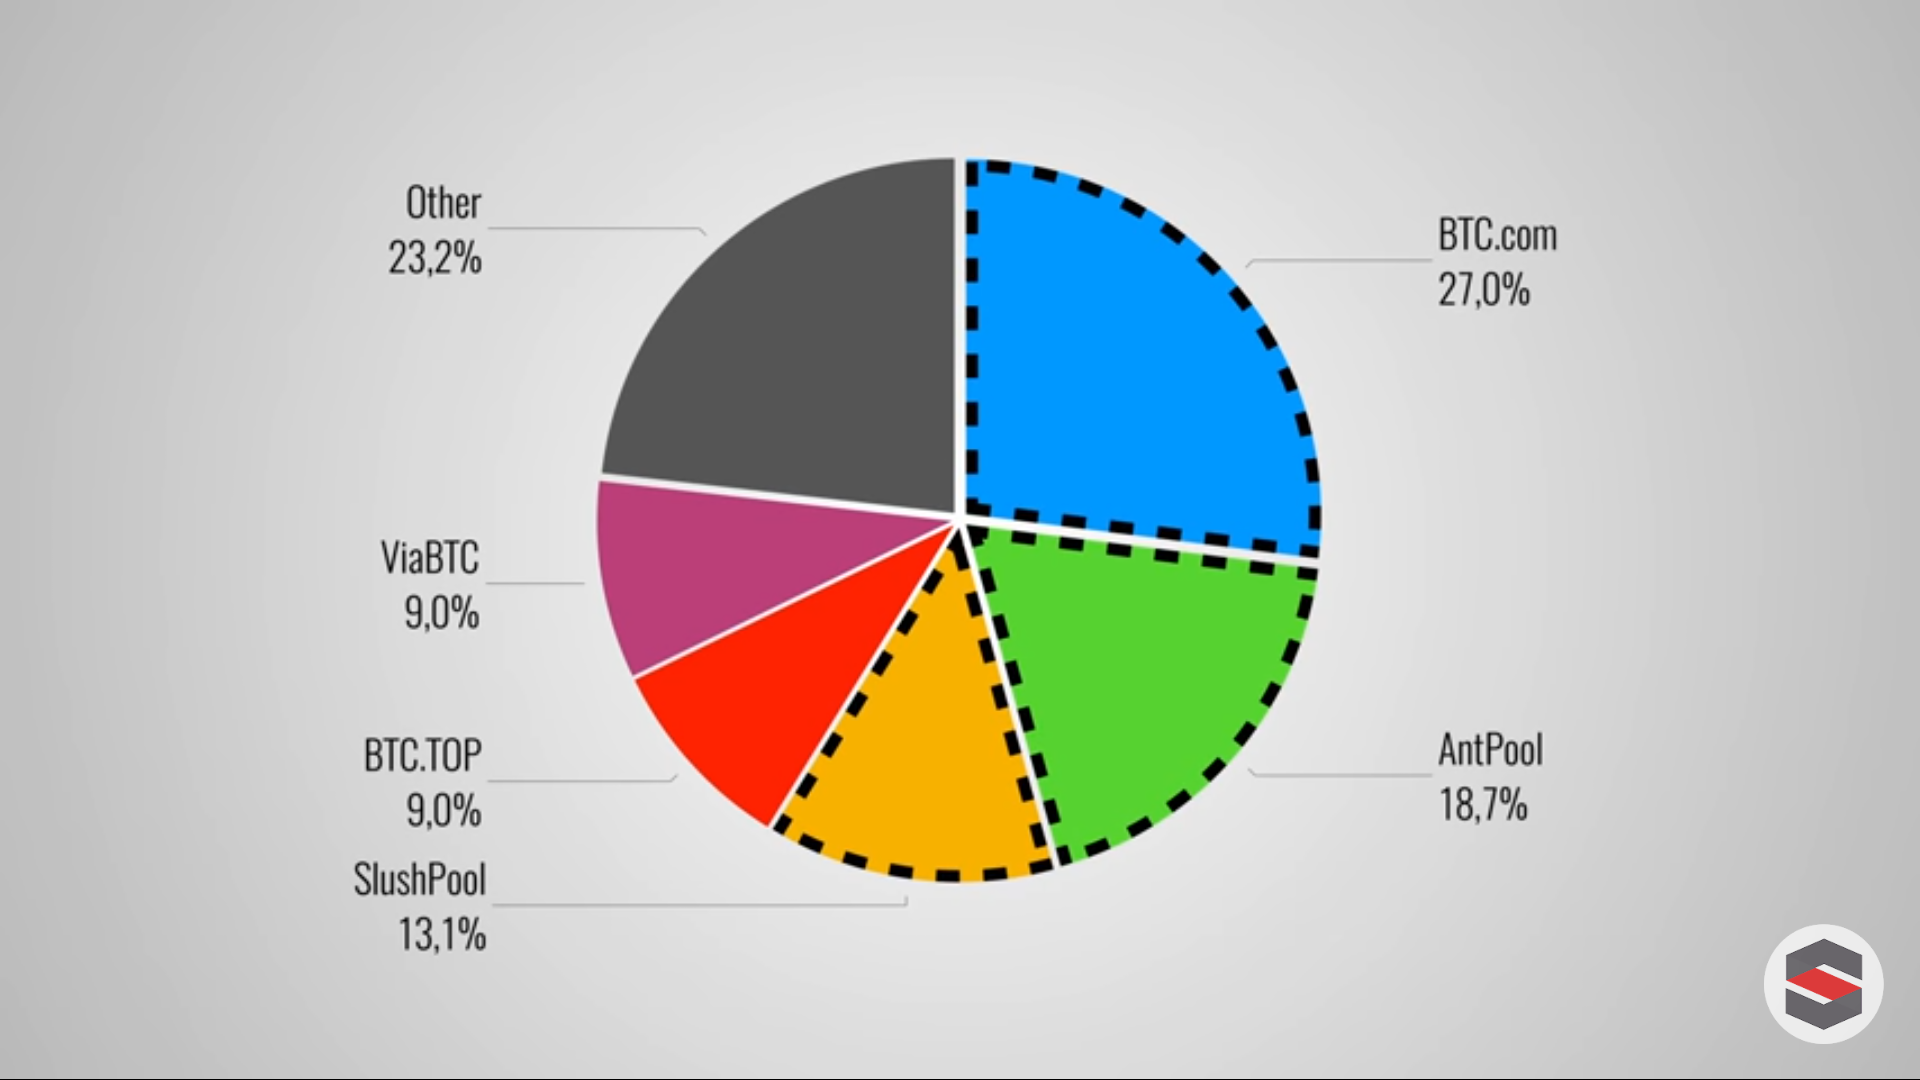 Other
23,2%
BTC.com
27,0%
ViaBTC
9,0%
BTC.TOP
9,0%
AntPool
18,7%
SlushPool
13,1%